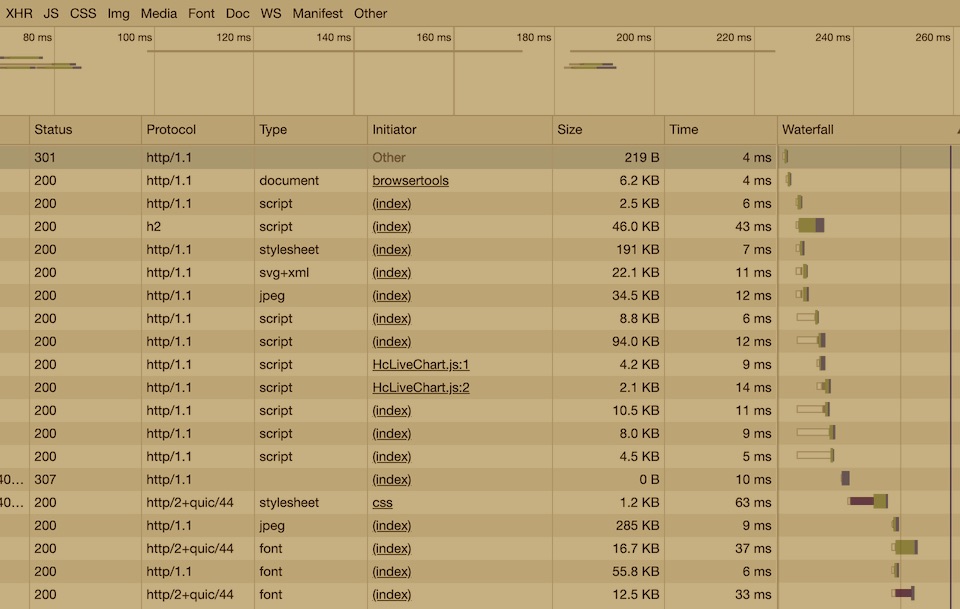 XHR JS CSS Img Media Font Doc WS Manifest Other
80 ms 100 ms 120 ms 140 ms 160 ms 180 ms 200 ms 220 ms 240 ms 260 ms
Status Protocol Type Initiator Size Time Waterfall
301 http/1.1 Other 219 B 4 ms
200 http/1.1 document browsertools 6.2 KB 4 ms
200 http/1.1 script (index) 2.5 KB 6 ms
200 h2 script (index) 46.0 KB 43 ms
200 http/1.1 stylesheet (index) 191 KB 7 ms
200 http/1.1 svg+xml (index) 22.1 KB 11 ms
200 http/1.1 jpeg (index) 34.5 KB 12 ms
200 http/1.1 script (index) 8.8 KB 6 ms
200 http/1.1 script (index) 94.0 KB 12 ms
200 http/1.1 script HcLiveChart.js:1 4.2 KB 9 ms
200 http/1.1 script HcLiveChart.js:2 2.1 KB 14 ms
200 http/1.1 script (index) 10.5 KB 11 ms
200 http/1.1 script (index) 8.0 KB 9 ms
200 http/1.1 script (index) 4.5 KB 5 ms
40… 307 http/1.1 0 B 10 ms
40… 200 http/2+quic/44 stylesheet css 1.2 KB 63 ms
200 http/1.1 jpeg (index) 285 KB 9 ms
200 http/2+quic/44 font (index) 16.7 KB 37 ms
200 http/1.1 font (index) 55.8 KB 6 ms
200 http/2+quic/44 font (index) 12.5 KB 33 ms